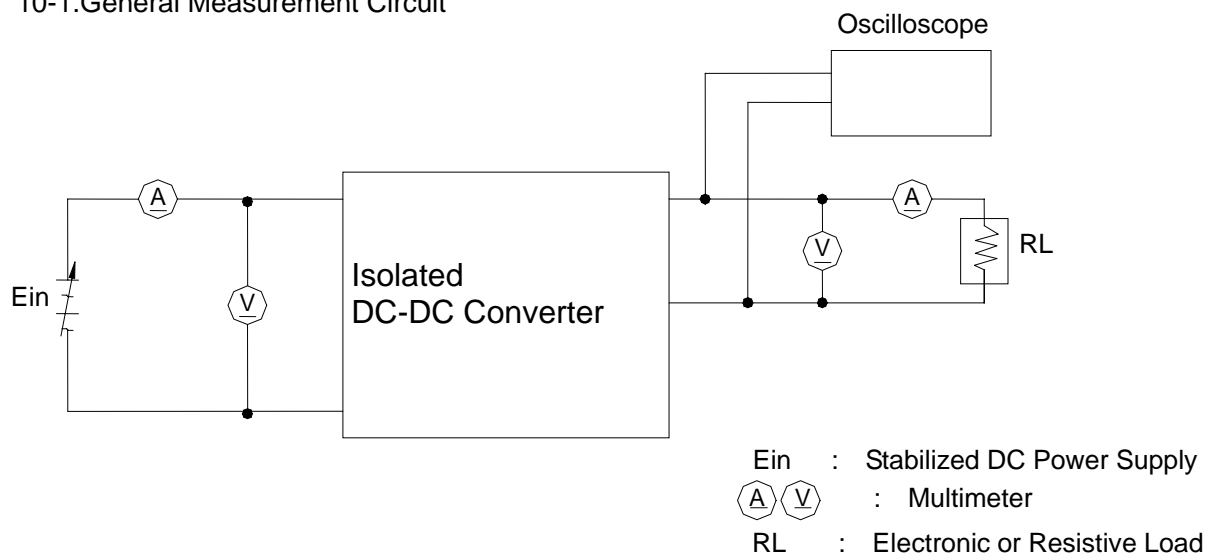 10-1.General Measurement Circuit
Oscilloscope
A
A
V
RL
Ein
V
Isolated
DC-DC Converter
Ein : Stabilized DC Power Supply
A V : Multimeter
RL : Electronic or Resistive Load